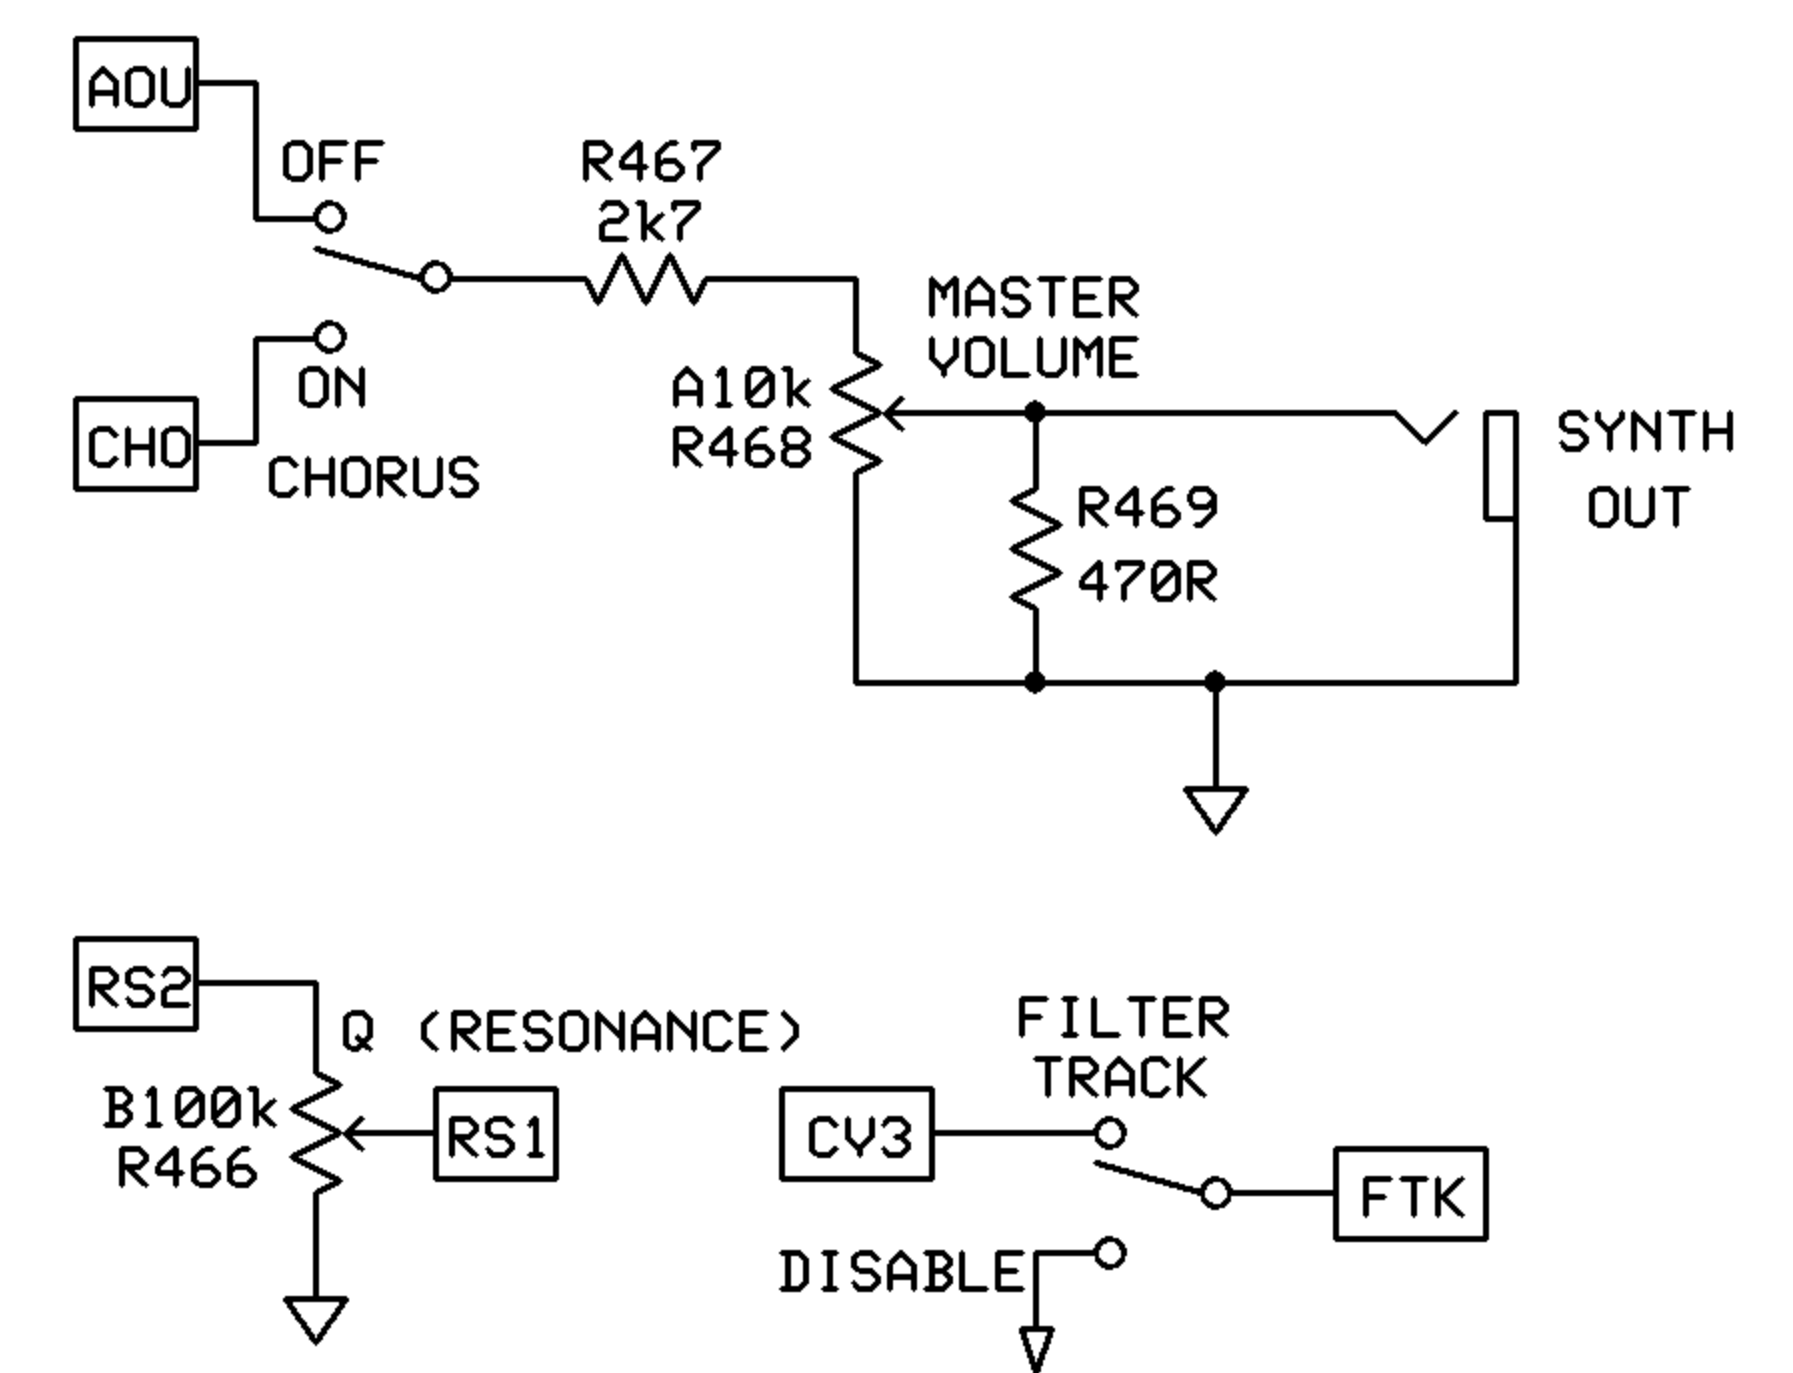 AOU
OFF
R467
2k7
MASTER
VOLUME
ON
CHO
CHORUS
A10k
R468
SYNTH
OUT
R469
470R
RS2
Q (RESONANCE)
B100k
R466
RS1
FILTER
TRACK
CV3
FTK
DISABLE